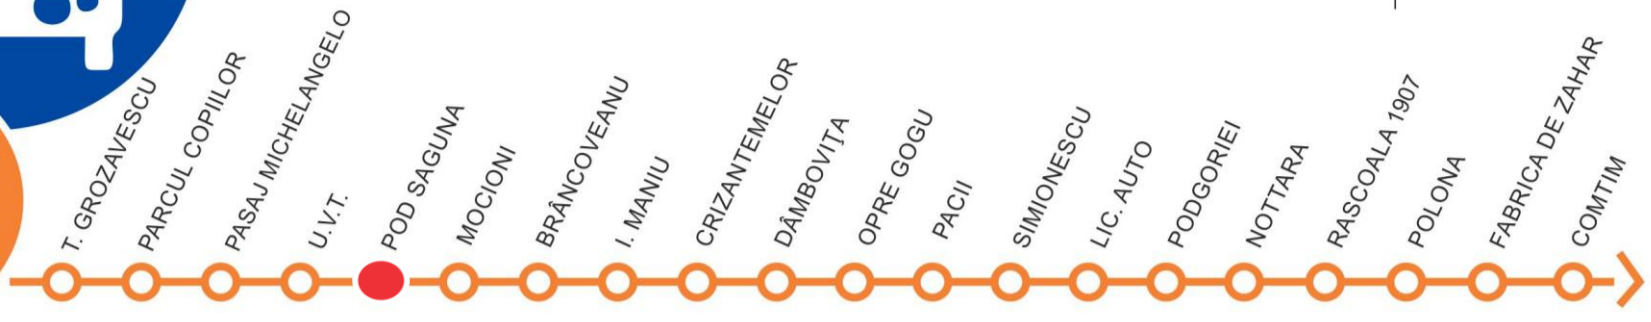 T. GROZAVESCU
PARCUL COPIILOR
PASAJ MICHELANGELO
U.V.T.
POD SAGUNA
MOCIONI
BRÂNCOVEANU
I. MANIU
CRIZANTEMELOR
DÂMBOVIŢA
OPRE GOGU
PACII
SIMIONESCU
LIC. AUTO
PODGORIEI
NOTTARA
RASCOALA 1907
POLONA
FABRICA DE ZAHAR
COMTIM